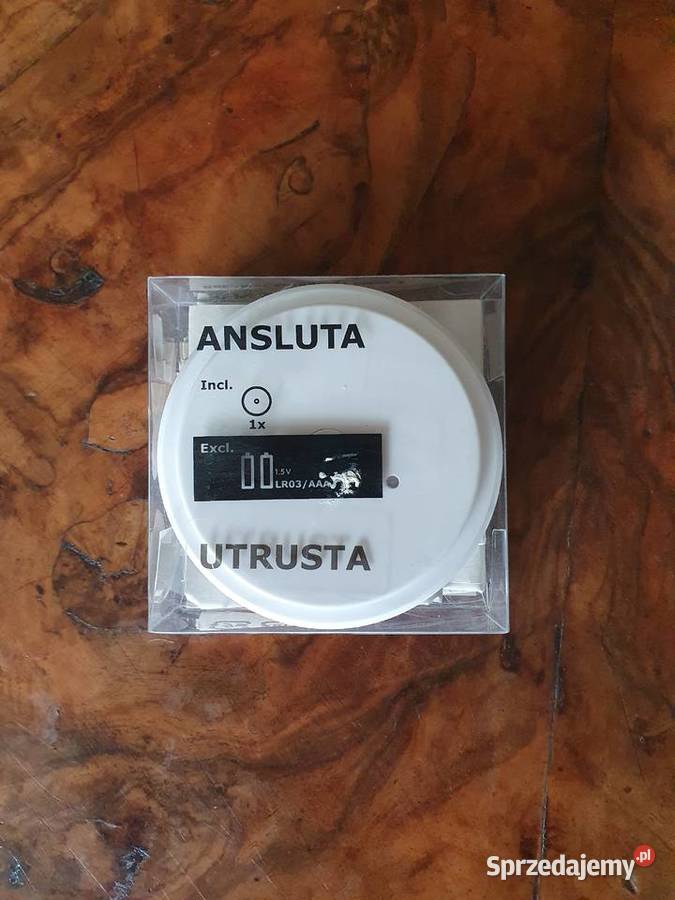 ANSLUTA
Incl.
1x
Excl.
1.5V
LR03/AAA
UTRUSTA
Sprzedajemy.pl